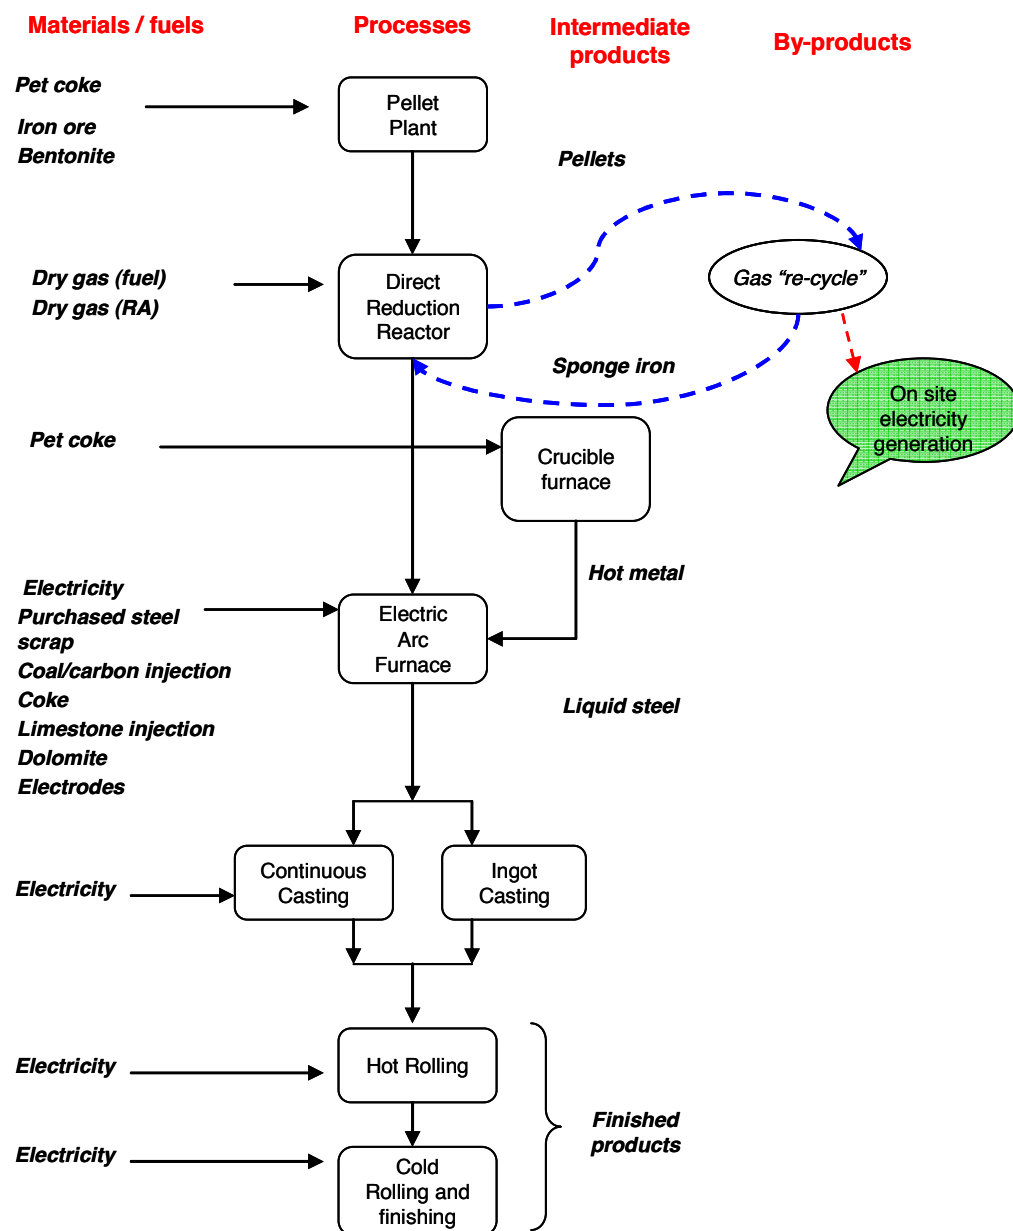 Materials / fuels
Processes
Intermediate
products
By-products
Pet coke
Iron ore
Bentonite
Pellet
Plant
Pellets
Dry gas (fuel)
Dry gas (RA)
Direct
Reduction
Reactor
Gas “re-cycle”
Sponge iron
On site
electricity
generation
Pet coke
Crucible
furnace
Hot metal
Electricity
Purchased steel
scrap
Coal/carbon injection
Coke
Limestone injection
Dolomite
Electrodes
Electric
Arc
Furnace
Liquid steel
Electricity
Continuous
Casting
Ingot
Casting
Electricity
Hot Rolling
Electricity
Cold
Rolling and
finishing
Finished
products